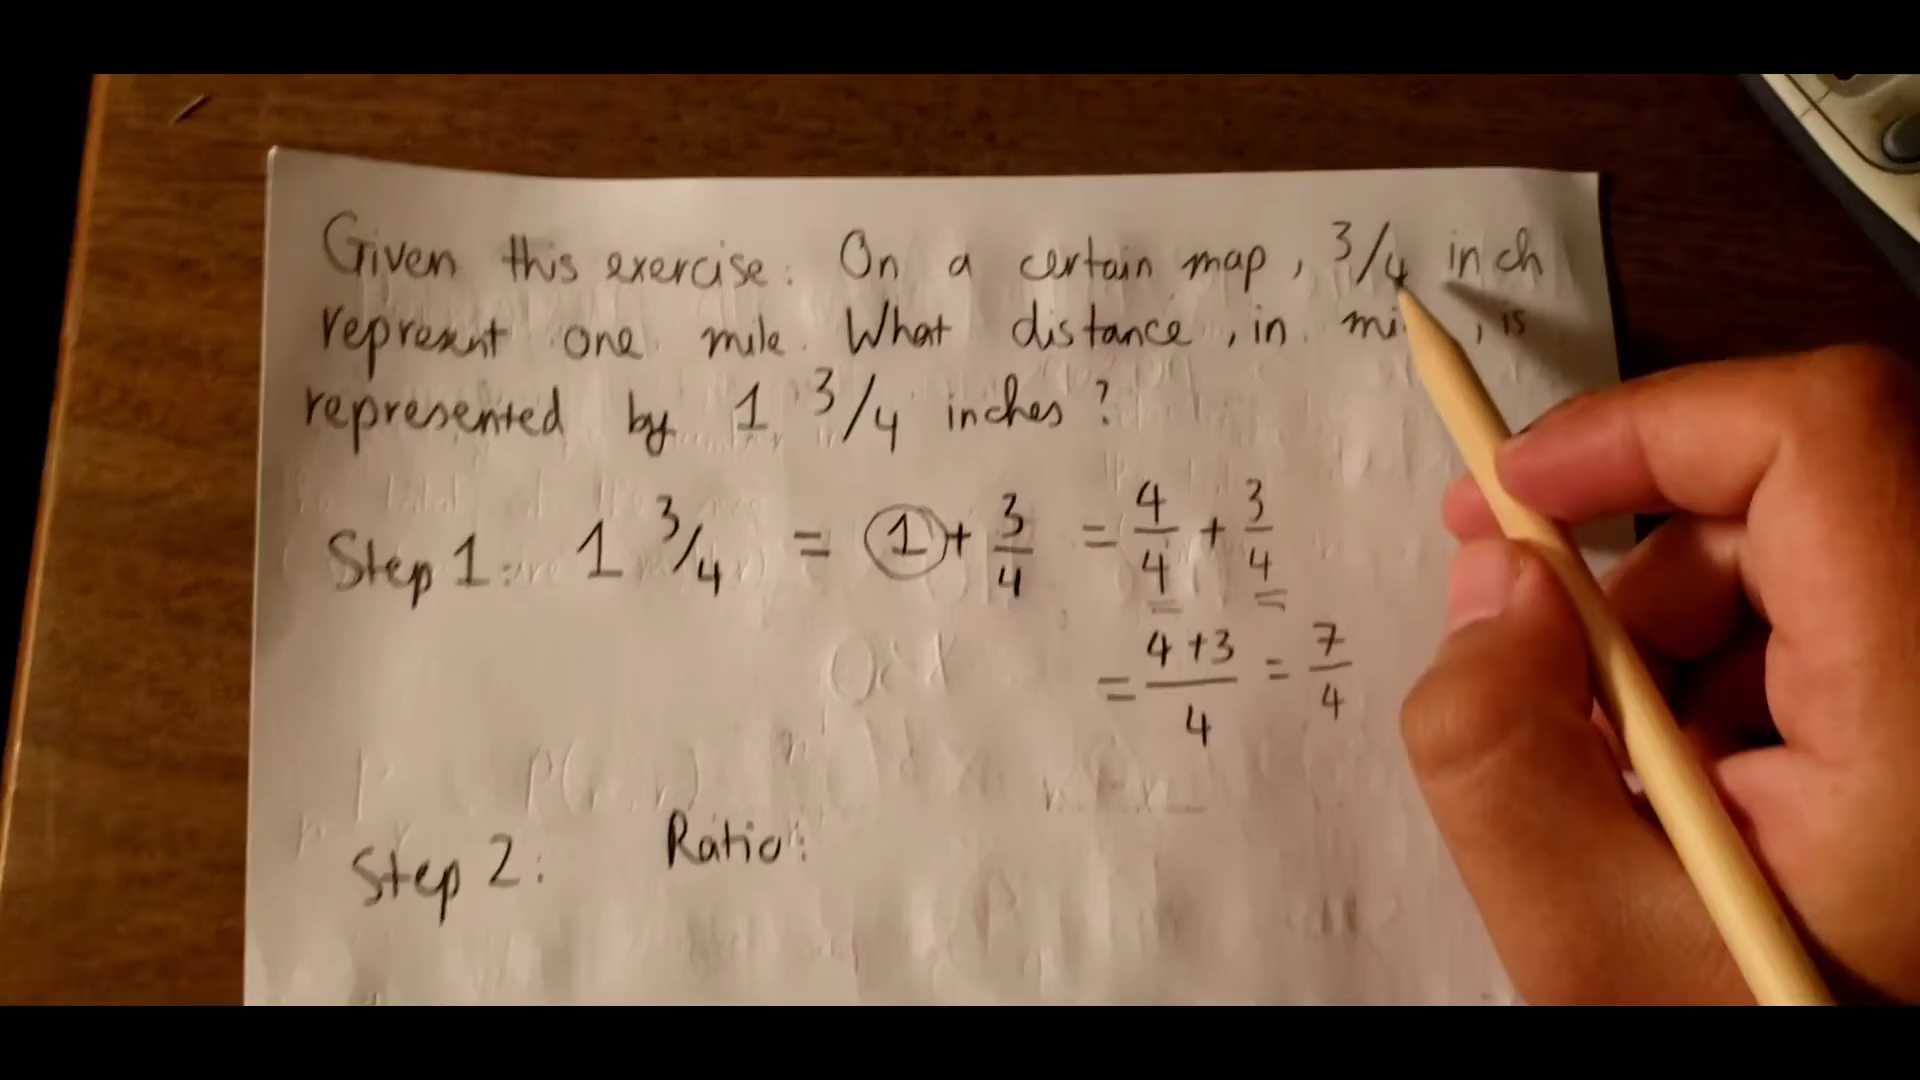 Given this exercise: On a certain map, 3/4 inch
represent one mile. What distance, in , is
represented by 1 3/4 inches?
Step 1: 1 3/4 = 1 + 3/4 = 4/4 + 3/4
= 4+3/4 = 7/4
Step 2: Ratio: